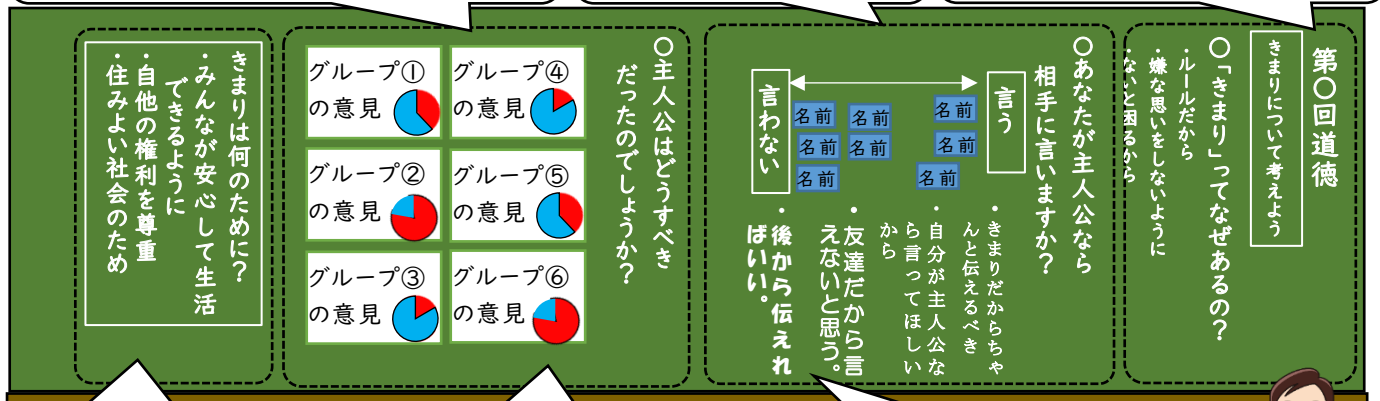 第〇回道徳
きまりについて考えよう
〇「きまり」ってなぜあるの？
・ルールだから
・嫌な思いをしないように
・ないと困るから
〇あなたが主人公なら
相手に言いますか？
言う
言わない
名前
名前
名前
名前
名前
名前
名前
名前
・きまりだからちゃ
んと伝えるべき
・自分が主人公な
ら言ってほしい
から
・友達だから言
えないと思う。
・後から伝えれ
ばいい。
〇主人公はどうすべき
だったのでしょうか？
グループ①
の意見
グループ②
の意見
グループ③
の意見
グループ④
の意見
グループ⑤
の意見
グループ⑥
の意見
きまりは何のために？
・みんなが安心して生活
できるように
・自他の権利を尊重
・住みよい社会のため